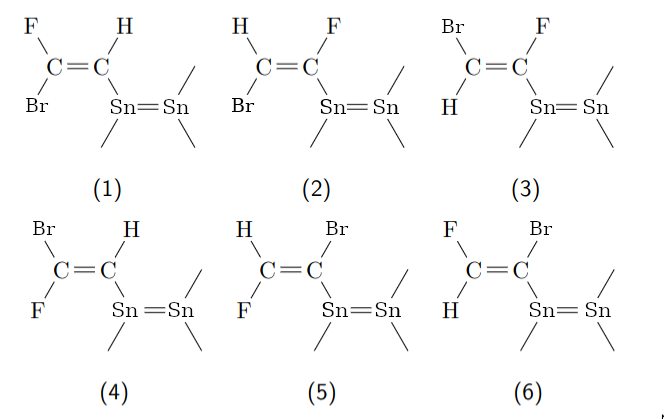 F H Br H F
C=C C=C C=C
Br Sn=Sn Br Sn=Sn H Sn=Sn
(1) (2) (3)
Br H H Br F Br
C=C C=C C=C
F Sn=Sn F Sn=Sn H Sn=Sn
(4) (5) (6)